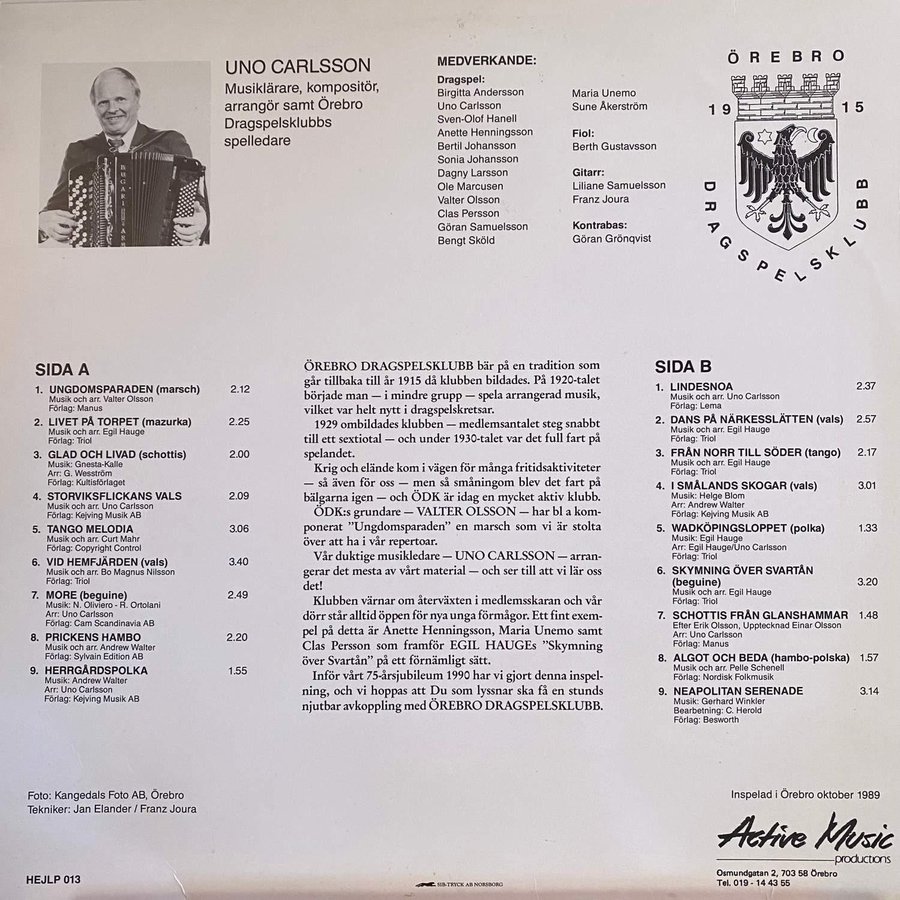 UNO CARLSSON
Musiklärare, kompositör,
arrangör samt Örebro
Dragspelsklubbs
spelledare
BUGARI
MEDVERKANDE:
Dragspel:
Birgitta Andersson
Uno Carlsson
Sven-Olof Hanell
Anette Henningsson
Bertil Johansson
Sonia Johansson
Dagny Larsson
Ole Marcusen
Valter Olsson
Clas Persson
Göran Samuelsson
Bengt Sköld
Maria Unemo
Sune Åkerström
Fiol:
Berth Gustavsson
Gitarr:
Liliane Samuelsson
Franz Joura
Kontrabas:
Göran Grönqvist
ÖREBRO
1915
DRAGSPELSKLUBB
SIDA A
1. UNGDOMSPARADEN (marsch) 2.12
Musik och arr. Valter Olsson
Förlag: Manus
2. LIVET PÅ TORPET (mazurka) 2.25
Musik och arr. Egil Hauge
Förlag: Triol
3. GLAD OCH LIVAD (schottis) 2.00
Musik: Gnesta-Kalle
Arr: G. Wesström
Förlag: Kultisförlaget
4. STORVIKSFLICKANS VALS 2.09
Musik och arr: Uno Carlsson
Förlag: Kejving Musik AB
5. TANGO MELODIA 3.06
Musik och arr: Curt Mahr
Förlag: Copyright Control
6. VID HEMFJÄRDEN (vals) 3.40
Musik och arr. Bo Magnus Nilsson
Förlag: Triol
7. MORE (beguine) 2.49
Musik: N. Oliviero - R. Ortolani
Arr: Uno Carlsson
Förlag: Cam Scandinavia AB
8. PRICKENS HAMBO 2.20
Musik och arr: Andrew Walter
Förlag: Sylvain Edition AB
9. HERRGÅRDSPOLKA 1.55
Musik: Andrew Walter
Arr: Uno Carlsson
Förlag: Kejving Musik AB
ÖREBRO DRAGSPELSKLUBB bär på en tradition som
går tillbaka till år 1915 då klubben bildades. På 1920-talet
började man — i mindre grupp — spela arrangerad musik,
vilket var helt nytt i dragspelskretsar.
1929 ombildades klubben — medlemsantalet steg snabbt
till ett sextiotal — och under 1930-talet var det full fart på
spelandet.
Krig och elände kom i vägen för många fritidsaktiviteter
— så även för oss — men så småningom blev det fart på
bälgarna igen — och ÖDK är idag en mycket aktiv klubb.
ÖDK:s grundare — VALTER OLSSON — har bl a kom-
ponerat "Ungdomsparaden" en marsch som vi är stolta
över att ha i vår repertoar.
Vår duktige musikledare — UNO CARLSSON — arran-
gerar det mesta av vårt material — och ser till att vi lär oss
det!
Klubben värnar om återväxten i medlemsskaran och vår
dörr står alltid öppen för nya unga förmågor. Ett fint exem-
pel på detta är Anette Henningsson, Maria Unemo samt
Clas Persson som framför EGIL HAUGEs "Skymning
över Svartån" på ett förnämligt sätt.
Inför vårt 75-årsjubileum 1990 har vi gjort denna inspel-
ning, och vi hoppas att Du som lyssnar ska få en stunds
njutbar avkoppling med ÖREBRO DRAGSPELSKLUBB.
SIDA B
1. LINDESNOA 2.37
Musik och arr. Uno Carlsson
Förlag: Lema
2. DANS PÅ NÄRKESSLÄTTEN (vals) 2.57
Musik och arr. Egil Hauge
Förlag: Triol
3. FRÅN NORR TILL SÖDER (tango) 2.17
Musik och arr. Egil Hauge
Förlag: Triol
4. I SMÅLANDS SKOGAR (vals) 3.01
Musik: Helge Blom
Arr: Andrew Walter
Förlag: Kejving Musik AB
5. WADKÖPINGSLOPPET (polka) 1.33
Musik: Egil Hauge
Arr: Egil Hauge/Uno Carlsson
Förlag: Triol
6. SKYMNING ÖVER SVARTÅN
(beguine) 3.20
Musik och arr. Egil Hauge
Förlag: Triol
7. SCHOTTIS FRÅN GLANSHAMMAR 1.48
Efter Erik Olsson, Upptecknad Einar Olsson
Arr: Uno Carlsson
Förlag: Manus
8. ALGOT OCH BEDA (hambo-polska) 1.57
Musik och arr. Pelle Schenell
Förlag: Nordisk Folkmusik
9. NEAPOLITAN SERENADE 3.14
Musik: Gerhard Winkler
Bearbetning: C. Herold
Förlag: Besworth
Foto: Kangedals Foto AB, Örebro
Tekniker: Jan Elander / Franz Joura
Inspelad i Örebro oktober 1989
Active Music
productions
Osmundgatan 2, 703 58 Örebro
Tel. 019 - 14 43 55
HEJLP 013
SIB-TRYCK AB NORSBORG